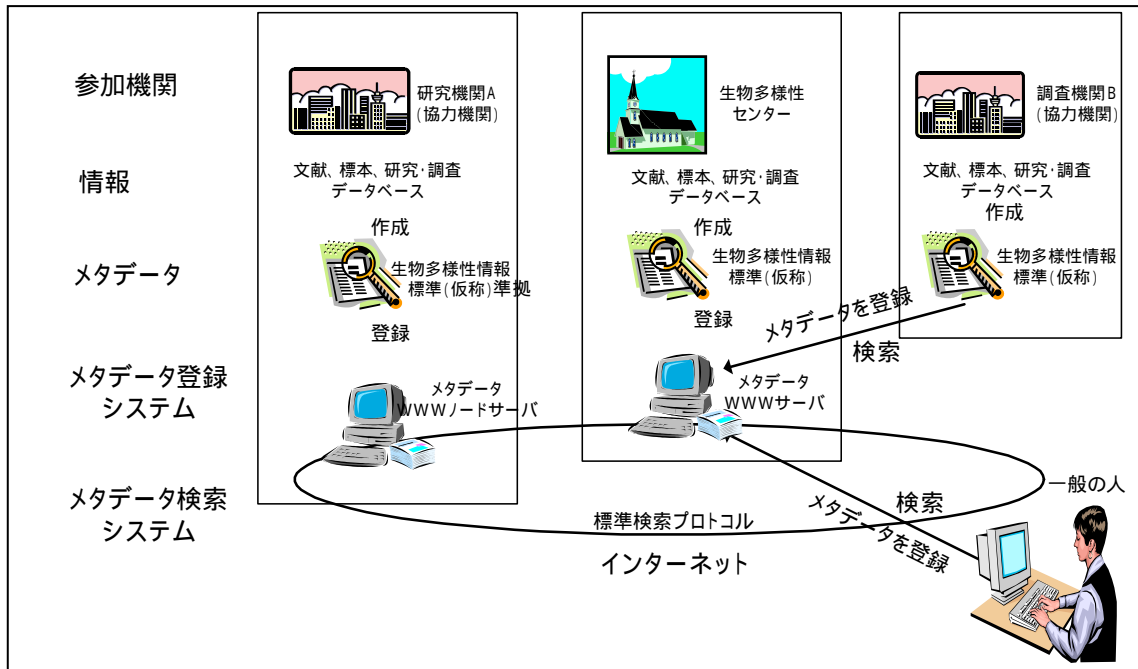 参加機関
研究機関A
(協力機関)
生物多様性
センター
調査機関B
(協力機関)
情報
文献、標本、研究・調査
データベース
文献、標本、研究・調査
データベース
文献、標本、研究・調査
データベース
作成
作成
作成
メタデータ
生物多様性情報
標準(仮称)準拠
生物多様性情報
標準(仮称)
生物多様性情報
標準(仮称)
登録
登録
メタデータを登録
検索
メタデータ登録
システム
メタデータ
WWWノードサーバ
メタデータ
WWWサーバ
メタデータ検索
システム
標準検索プロトコル
インターネット
検索
メタデータを登録
一般の人